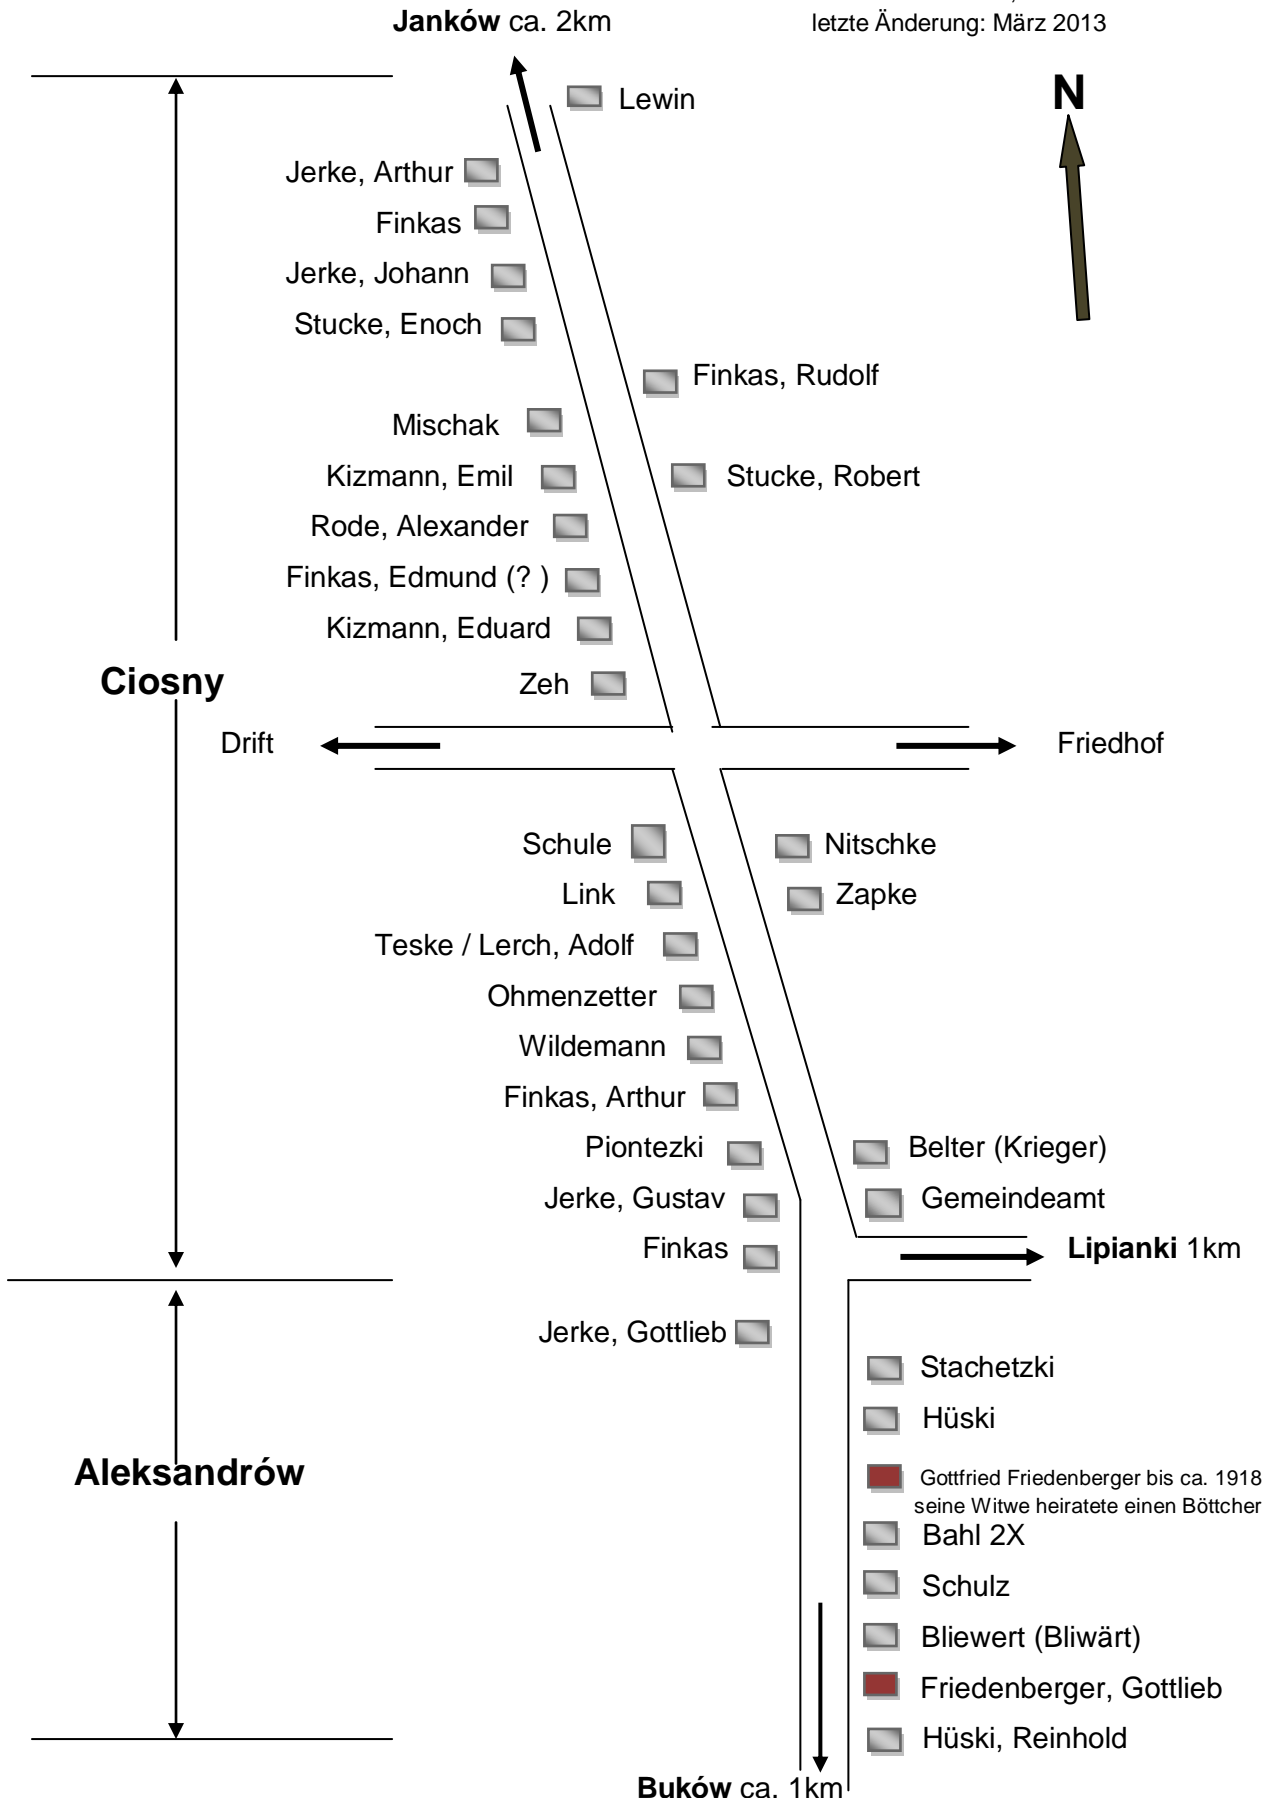 Janków ca. 2km
letzte Änderung: März 2013
N
Lewin
Jerke, Arthur
Finkas
Jerke, Johann
Stucke, Enoch
Finkas, Rudolf
Mischak
Kizmann, Emil
Stucke, Robert
Rode, Alexander
Finkas, Edmund (? )
Kizmann, Eduard
Ciosny
Zeh
Drift
Friedhof
Schule
Nitschke
Link
Zapke
Teske / Lerch, Adolf
Ohmenzetter
Wildemann
Finkas, Arthur
Piontezki
Belter (Krieger)
Jerke, Gustav
Gemeindeamt
Finkas
Lipianki 1km
Jerke, Gottlieb
Stachetzki
Hüski
Aleksandrów
Gottfried Friedenberger bis ca. 1918
seine Witwe heiratete einen Böttcher
Bahl 2X
Schulz
Bliewert (Bliwärt)
Friedenberger, Gottlieb
Hüski, Reinhold
Buków ca. 1km